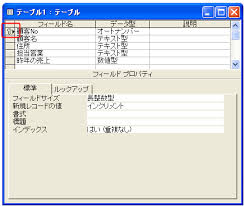 テーブル1：テーブル
フィールド名 データ型 説明
顧客No オートナンバー
顧客名 テキスト型
住所 テキスト型
担当営業 テキスト型
昨年の売上 数値型
フィールド プロパティ
標準 ルックアップ
フィールドサイズ 長整数型
新規レコードの値 インクリメント
書式
標題
インデックス はい (重複なし)